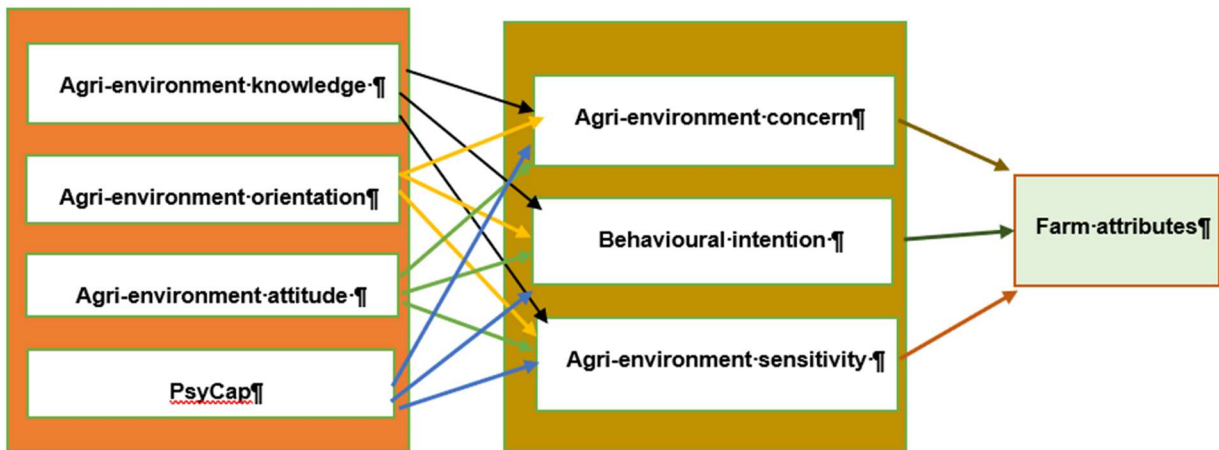 Agri-environment·knowledge·¶
Agri-environment·orientation¶
Agri-environment·attitude·¶
PsyCap¶
Agri-environment·concern¶
Behavioural·intention·¶
Agri-environment·sensitivity·¶
Farm·attributes¶